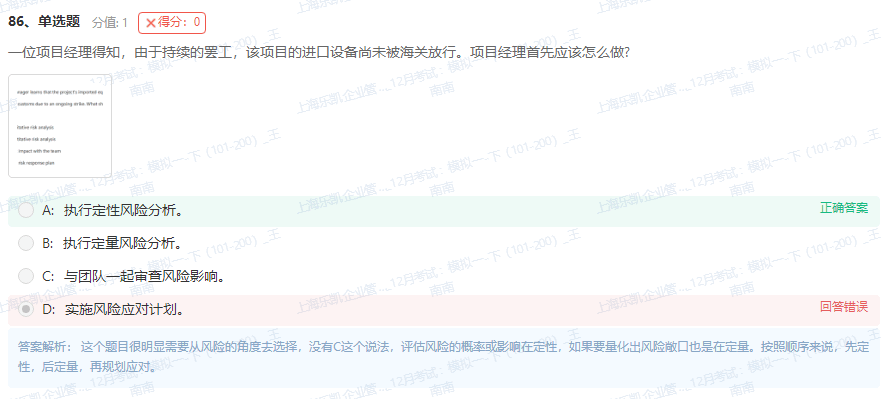 86、单选题 分值: 1 ✕得分：0
一位项目经理得知，由于持续的罢工，该项目的进口设备尚未被海关放行。项目经理首先应该怎么做?
eager learns that the project's imported eq
customs due to an ongoing strike. What sh
litative risk analysis
ntitative risk analysis
impact with the team
risk response plan
A: 执行定性风险分析。 正确答案
B: 执行定量风险分析。
C: 与团队一起审查风险影响。
D: 实施风险应对计划。 回答错误
答案解析： 这个题目很明显需要从风险的角度去选择，没有C这个说法，评估风险的概率或影响在定性，如果要量化出风险敞口也是在定量。按照顺序来说，先定
性，后定量，再规划应对。
上海乐凯企业管..._12月考试：模拟一一下（101-200）_王
南南